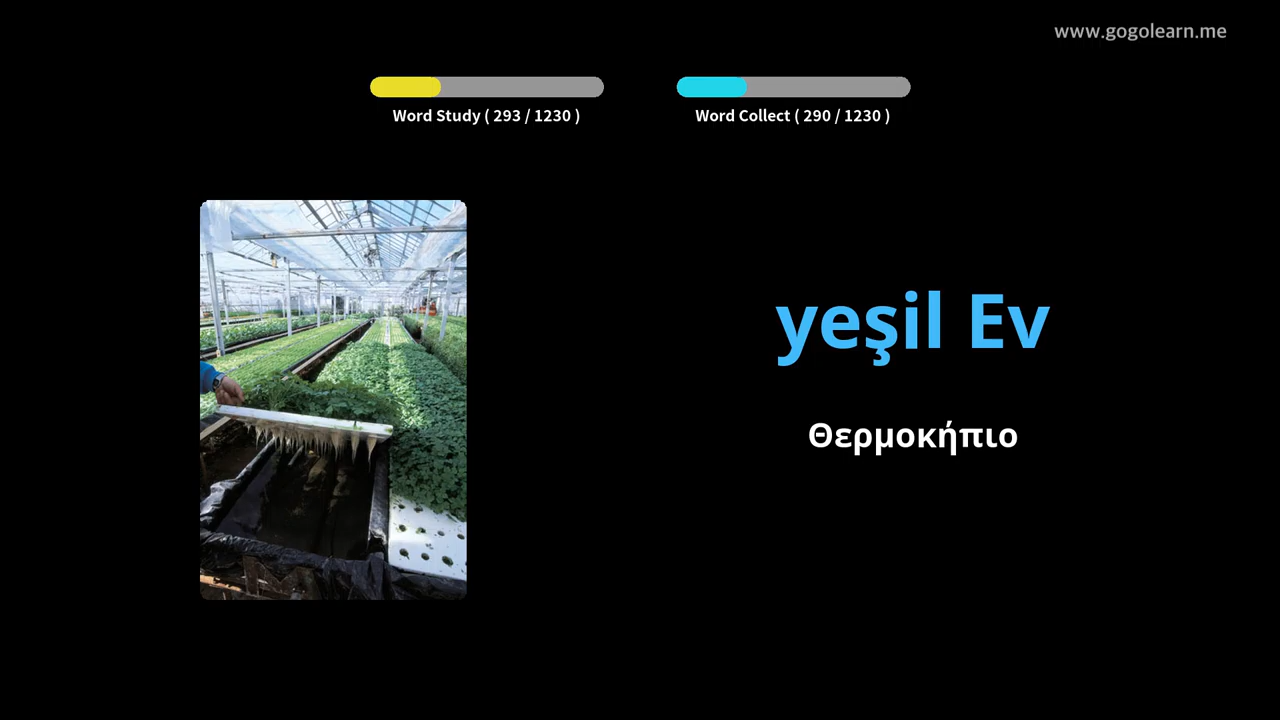 www.gogolearn.me
Word Study ( 293 / 1230 )
Word Collect ( 290 / 1230 )
yeşil Ev
Θερμοκήπιο